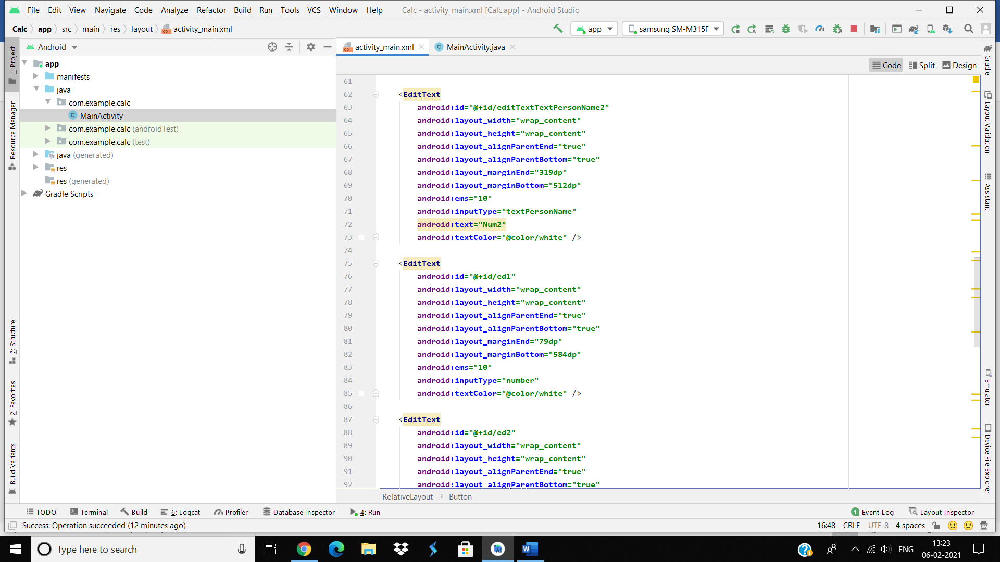 File Edit View Navigate Code Analyze Refactor Build Run Tools VCS Window Help Calc - activity_main.xml [Calc.app] - Android Studio
Calc app src main res layout activity_main.xml app samsung SM-M315F
Android
activity_main.xml MainActivity.java
Code Split Design
1: Project
Resource Manager
7: Structure
2: Favorites
Build Variants
app
manifests
java
com.example.calc
MainActivity
com.example.calc (androidTest)
com.example.calc (test)
java (generated)
res
res (generated)
Gradle Scripts
61
62 <EditText
63 android:id="@+id/editTextTextPersonName2"
64 android:layout_width="wrap_content"
65 android:layout_height="wrap_content"
66 android:layout_alignParentEnd="true"
67 android:layout_alignParentBottom="true"
68 android:layout_marginEnd="319dp"
69 android:layout_marginBottom="512dp"
70 android:ems="10"
71 android:inputType="textPersonName"
72 android:text="Num2"
73 android:textColor="@color/white" />
74
75 <EditText
76 android:id="@+id/ed1"
77 android:layout_width="wrap_content"
78 android:layout_height="wrap_content"
79 android:layout_alignParentEnd="true"
80 android:layout_alignParentBottom="true"
81 android:layout_marginEnd="79dp"
82 android:layout_marginBottom="584dp"
83 android:ems="10"
84 android:inputType="number"
85 android:textColor="@color/white" />
86
87 <EditText
88 android:id="@+id/ed2"
89 android:layout_width="wrap_content"
90 android:layout_height="wrap_content"
91 android:layout_alignParentEnd="true"
92 android:layout_alignParentBottom="true"
RelativeLayout Button
Gradle
Layout Validation
Assistant
Emulator
Device File Explorer
TODO Terminal Build 6: Logcat Profiler Database Inspector 4: Run 1 Event Log Layout Inspector
Success: Operation succeeded (12 minutes ago) 16:48 CRLF UTF-8 4 spaces
Type here to search
ENG
13:23
06-02-2021